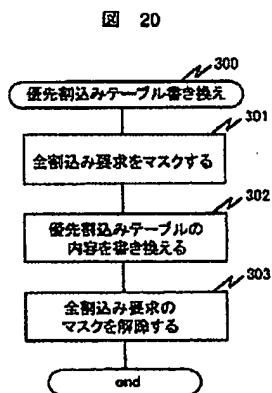 図 20
300
優先割込みテーブル書き換え
301
全割込み要求をマスクする
302
優先割込みテーブルの
内容を書き換える
303
全割込み要求の
マスクを解除する
end